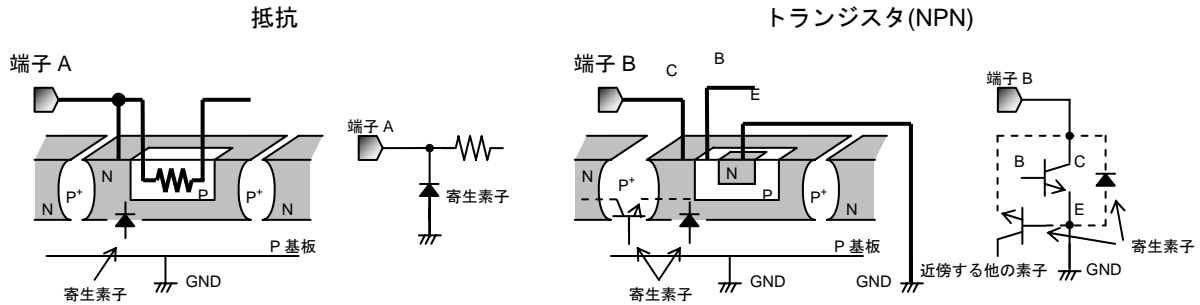 抵抗
トランジスタ(NPN)
端子 A
端子 A
N
P⁺
N
P
P⁺
N
寄生素子
P 基板
GND
寄生素子
端子 B
C
B
E
N
P⁺
N
P
P⁺
N
P 基板
GND
GND
寄生素子
端子 B
B
C
E
寄生素子
近傍する他の素子
GND